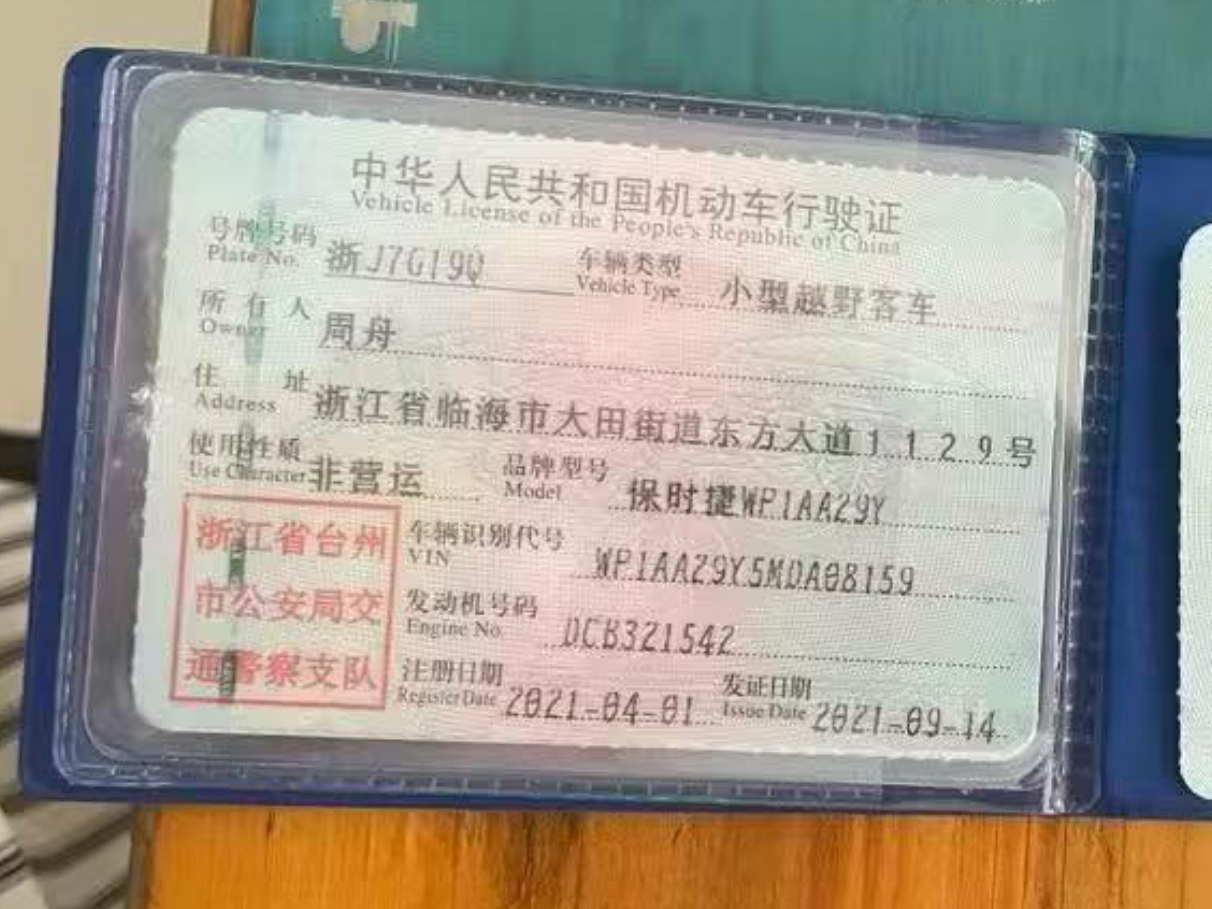 中华人民共和国机动车行驶证
Vehicle License of the People's Republic of China
号牌号码 浙J7G19Q 车辆类型 小型越野客车
Plate No. Vehicle Type
所有人 周舟
Owner
住址 浙江省临海市大田街道东方大道1129号
Address
使用性质 非营运 品牌型号 保时捷WP1AA29Y
Use Character Model
浙江省台州
市公安局交
通警察支队
车辆识别代号 WP1AA29Y5MDA08159
VIN
发动机号码 DCB321542
Engine No.
注册日期 2021-04-01 发证日期 2021-09-14
Register Date Issue Date